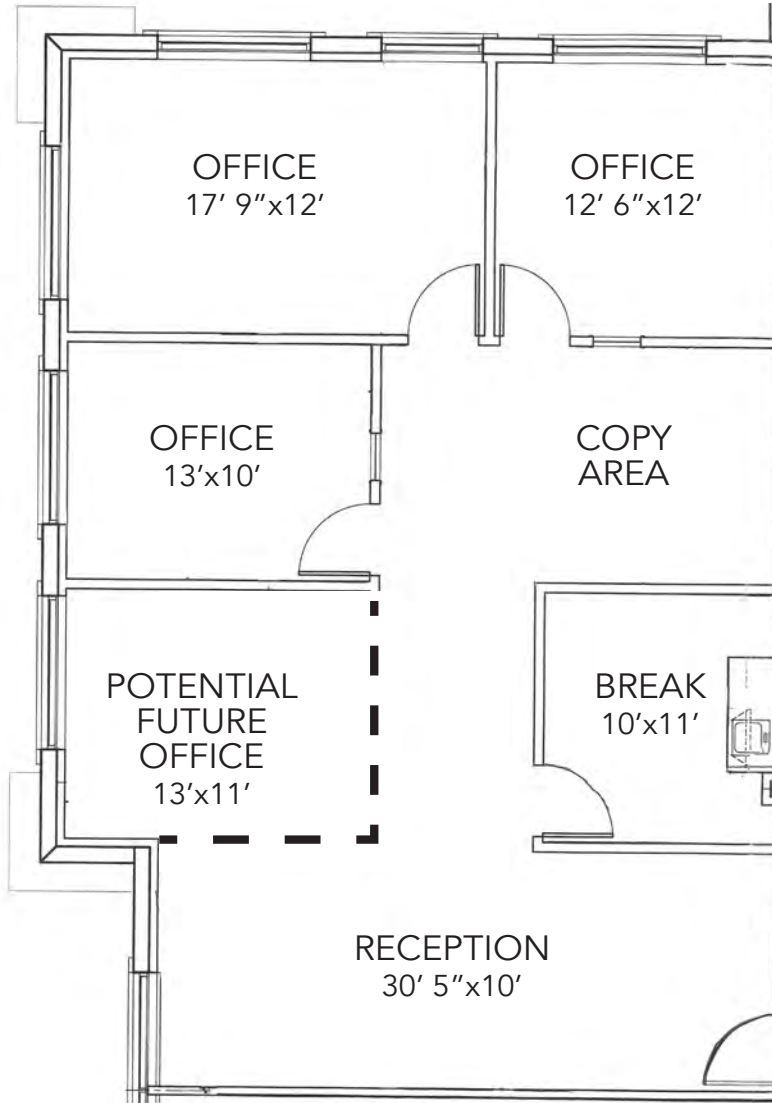 OFFICE
17' 9"x12'
OFFICE
12' 6"x12'
OFFICE
13'x10'
COPY
AREA
POTENTIAL
FUTURE
OFFICE
13'x11'
BREAK
10'x11'
RECEPTION
30' 5"x10'